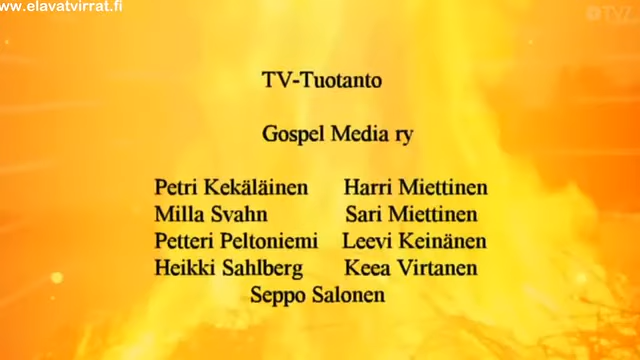 www.elavatvirrat.fi
TV7
TV-Tuotanto
Gospel Media ry
Petri Kekäläinen Harri Miettinen
Milla Svahn Sari Miettinen
Petteri Peltoniemi Leevi Keinänen
Heikki Sahlberg Keea Virtanen
Seppo Salonen